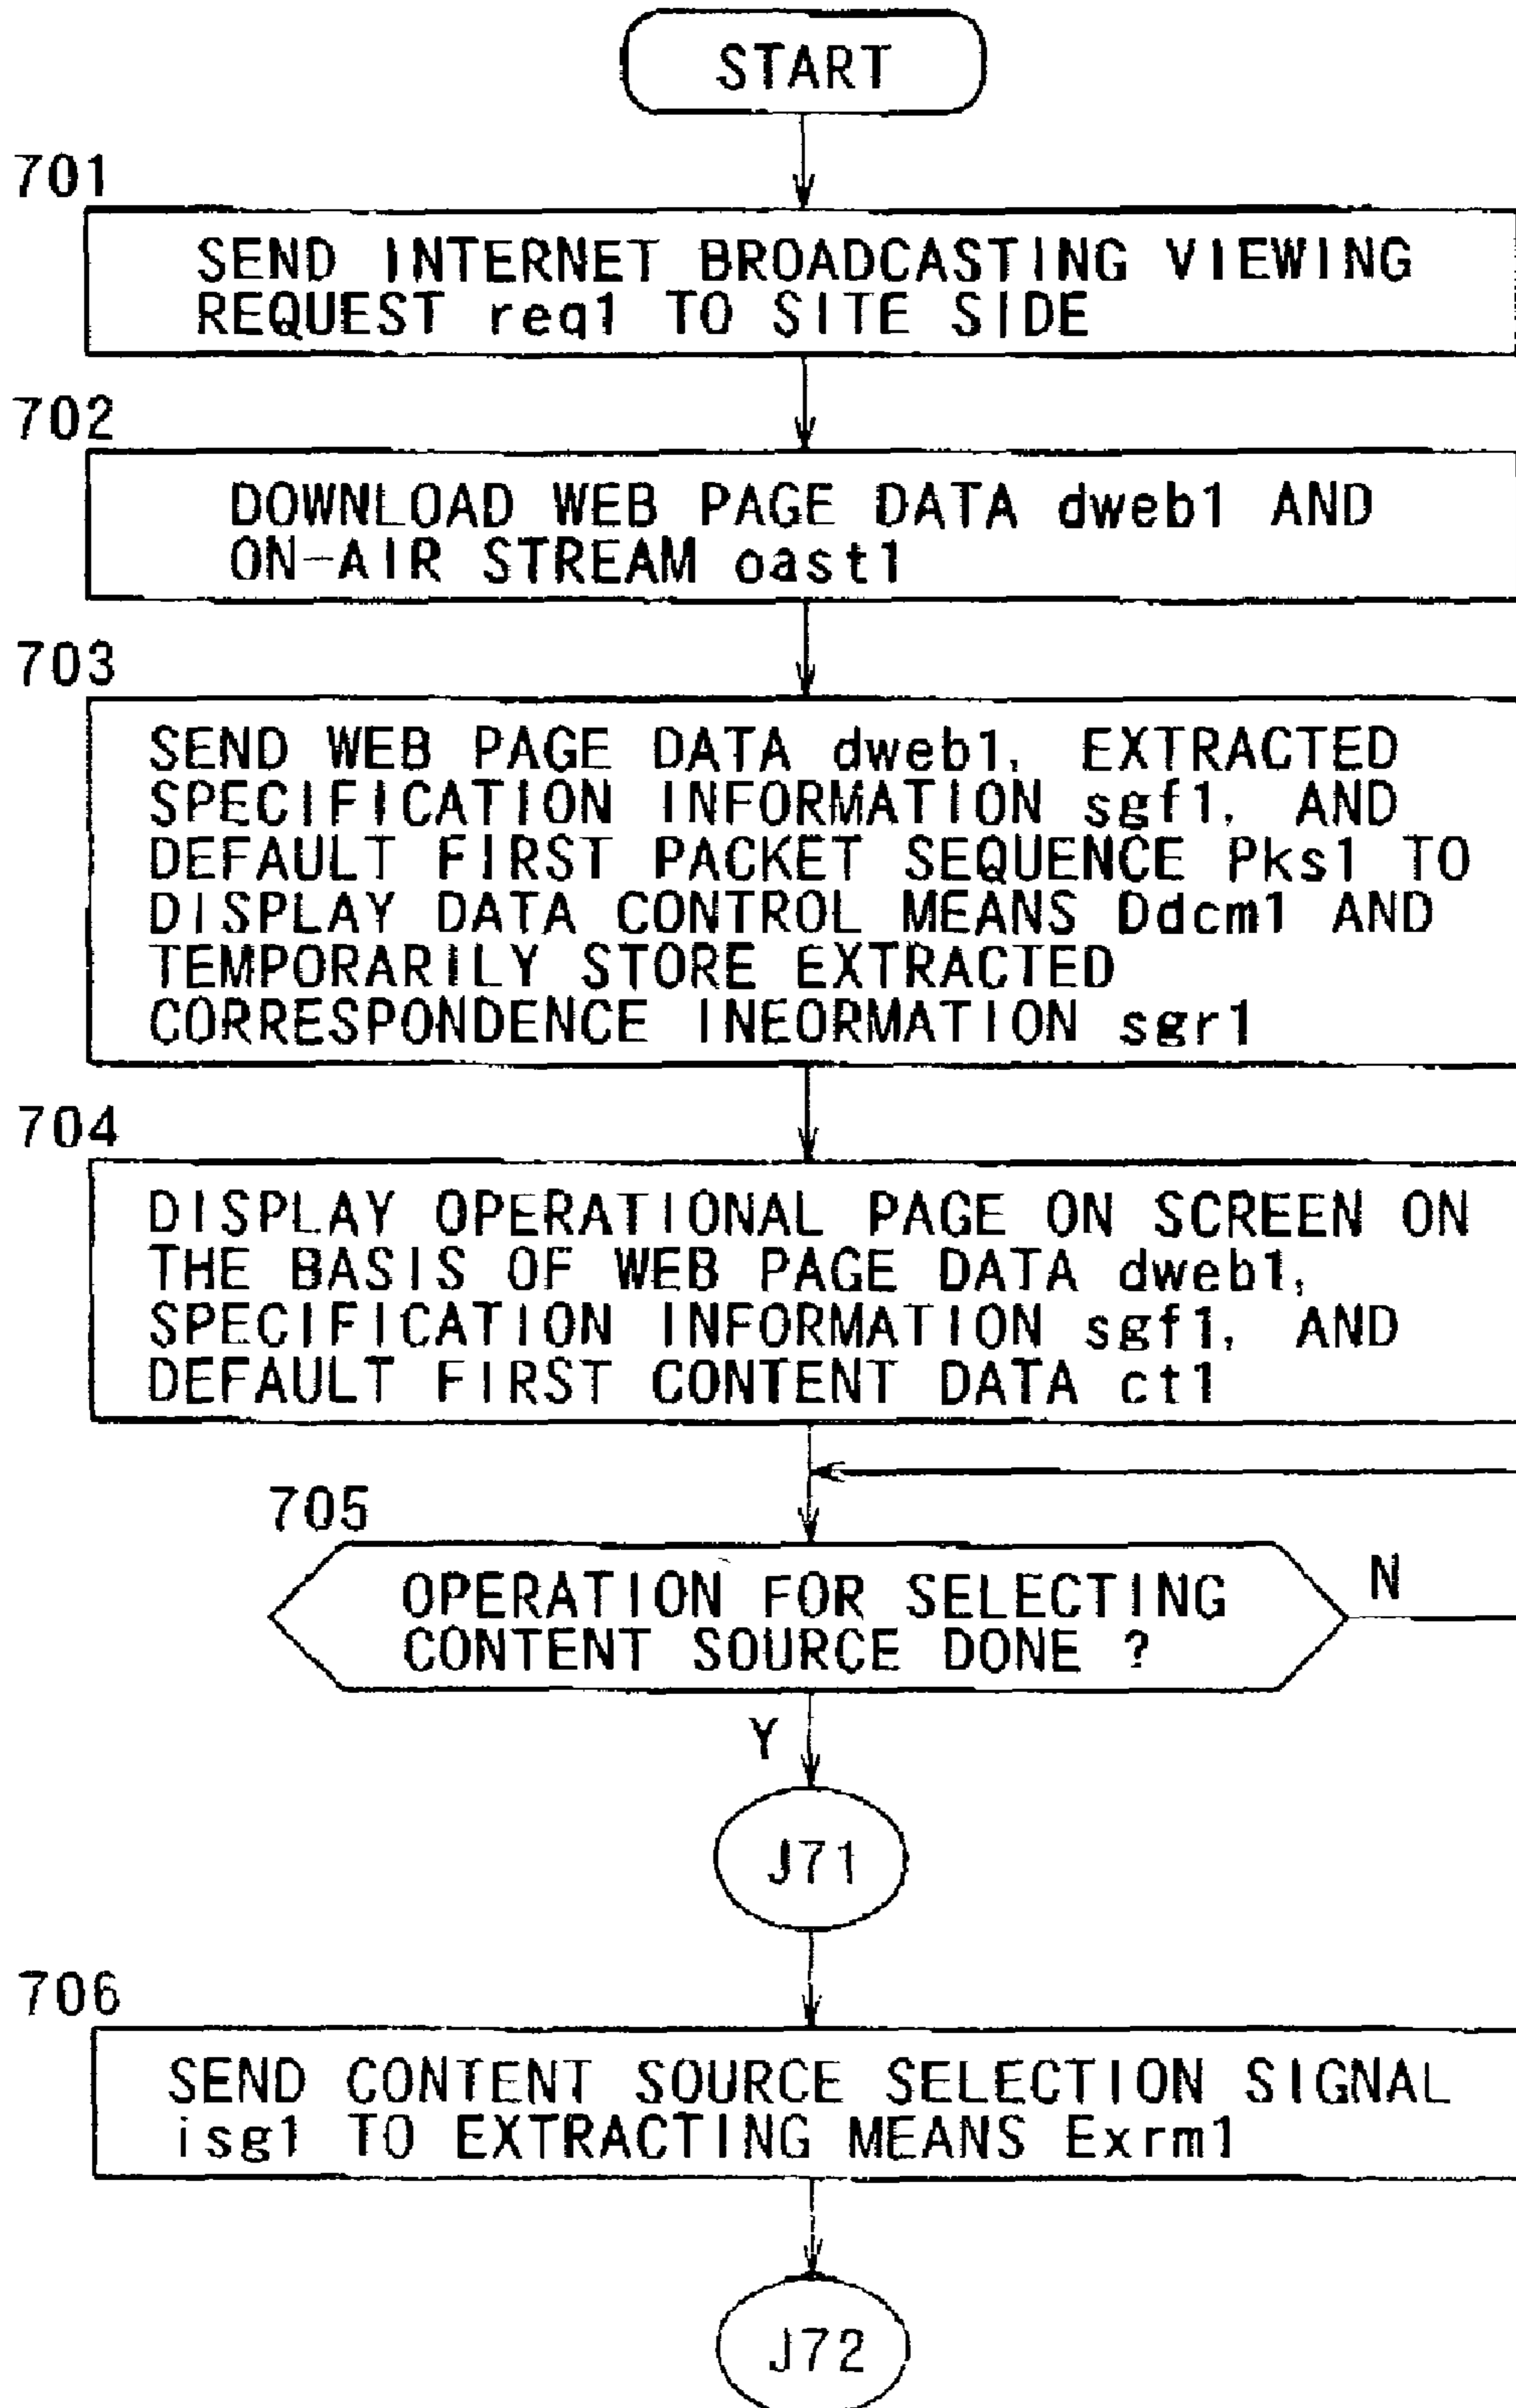 START
701
SEND INTERNET BROADCASTING VIEWING
REQUEST req1 TO SITE SIDE
702
DOWNLOAD WEB PAGE DATA dweb1 AND
ON-AIR STREAM oast1
703
SEND WEB PAGE DATA dweb1, EXTRACTED
SPECIFICATION INFORMATION sgf1, AND
DEFAULT FIRST PACKET SEQUENCE Pks1 TO
DISPLAY DATA CONTROL MEANS Ddcm1 AND
TEMPORARILY STORE EXTRACTED
CORRESPONDENCE INEORMATION sgr1
704
DISPLAY OPERATIONAL PAGE ON SCREEN ON
THE BASIS OF WEB PAGE DATA dweb1,
SPECIFICATION INFORMATION sgf1, AND
DEFAULT FIRST CONTENT DATA ct1
705
OPERATION FOR SELECTING
CONTENT SOURCE DONE ?
N
Y
J71
706
SEND CONTENT SOURCE SELECTION SIGNAL
isg1 TO EXTRACTING MEANS Exrm1
J72